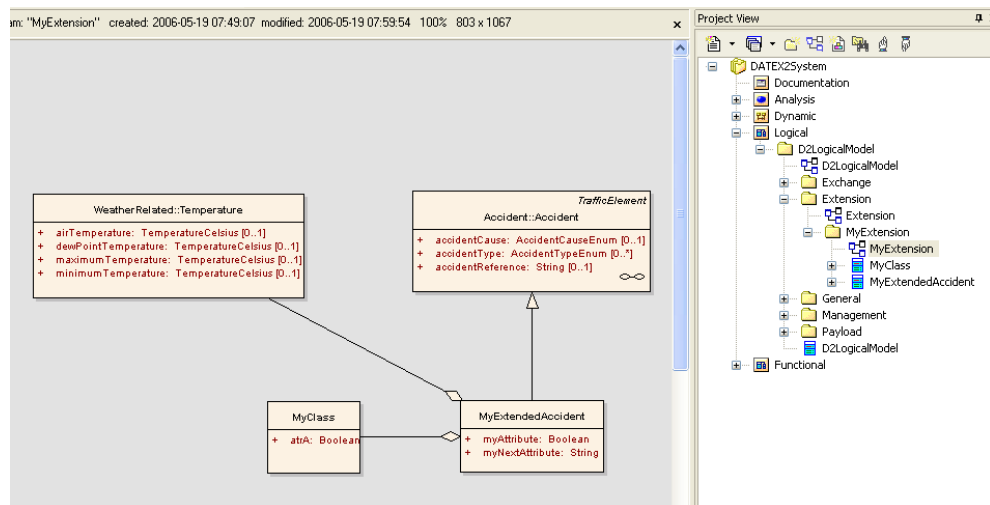 am: "MyExtension" created: 2006-05-19 07:49:07 modified: 2006-05-19 07:59:54 100% 803 x 1067
WeatherRelated::Temperature
+ airTemperature: TemperatureCelsius [0..1]
+ dewPointTemperature: TemperatureCelsius [0..1]
+ maximumTemperature: TemperatureCelsius [0..1]
+ minimumTemperature: TemperatureCelsius [0..1]
TrafficElement
Accident::Accident
+ accidentCause: AccidentCauseEnum [0..1]
+ accidentType: AccidentTypeEnum [0..*]
+ accidentReference: String [0..1]
MyClass
+ atrA: Boolean
MyExtendedAccident
+ myAttribute: Boolean
+ myNextAttribute: String
Project View
DATEX2System
Documentation
Analysis
Dynamic
Logical
D2LogicalModel
D2LogicalModel
Exchange
Extension
Extension
MyExtension
MyExtension
MyClass
MyExtendedAccident
General
Management
Payload
D2LogicalModel
Functional